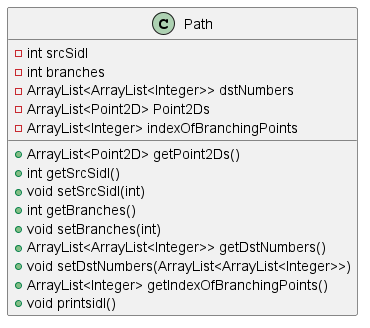 C Path
int srcSidl
int branches
ArrayList<ArrayList<Integer>> dstNumbers
ArrayList<Point2D> Point2Ds
ArrayList<Integer> indexOfBranchingPoints
ArrayList<Point2D> getPoint2Ds()
int getSrcSidl()
void setSrcSidl(int)
int getBranches()
void setBranches(int)
ArrayList<ArrayList<Integer>> getDstNumbers()
void setDstNumbers(ArrayList<ArrayList<Integer>>)
ArrayList<Integer> getIndexOfBranchingPoints()
void printsidl()